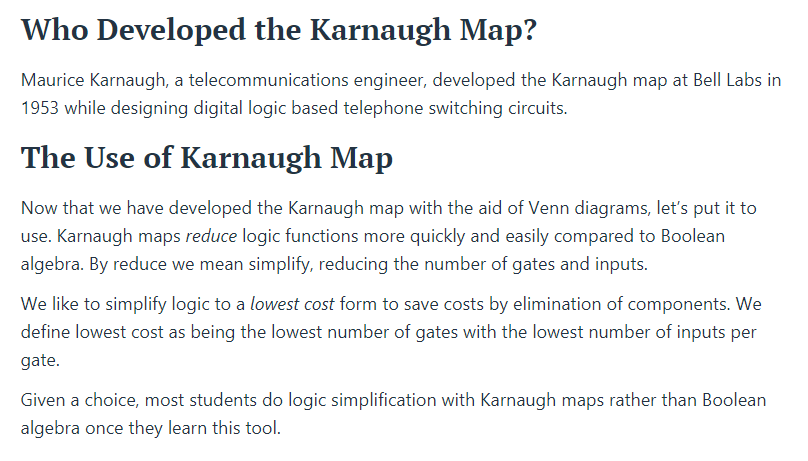 Who Developed the Karnaugh Map?
Maurice Karnaugh, a telecommunications engineer, developed the Karnaugh map at Bell Labs in
1953 while designing digital logic based telephone switching circuits.
The Use of Karnaugh Map
Now that we have developed the Karnaugh map with the aid of Venn diagrams, let’s put it to
use. Karnaugh maps reduce logic functions more quickly and easily compared to Boolean
algebra. By reduce we mean simplify, reducing the number of gates and inputs.
We like to simplify logic to a lowest cost form to save costs by elimination of components. We
define lowest cost as being the lowest number of gates with the lowest number of inputs per
gate.
Given a choice, most students do logic simplification with Karnaugh maps rather than Boolean
algebra once they learn this tool.